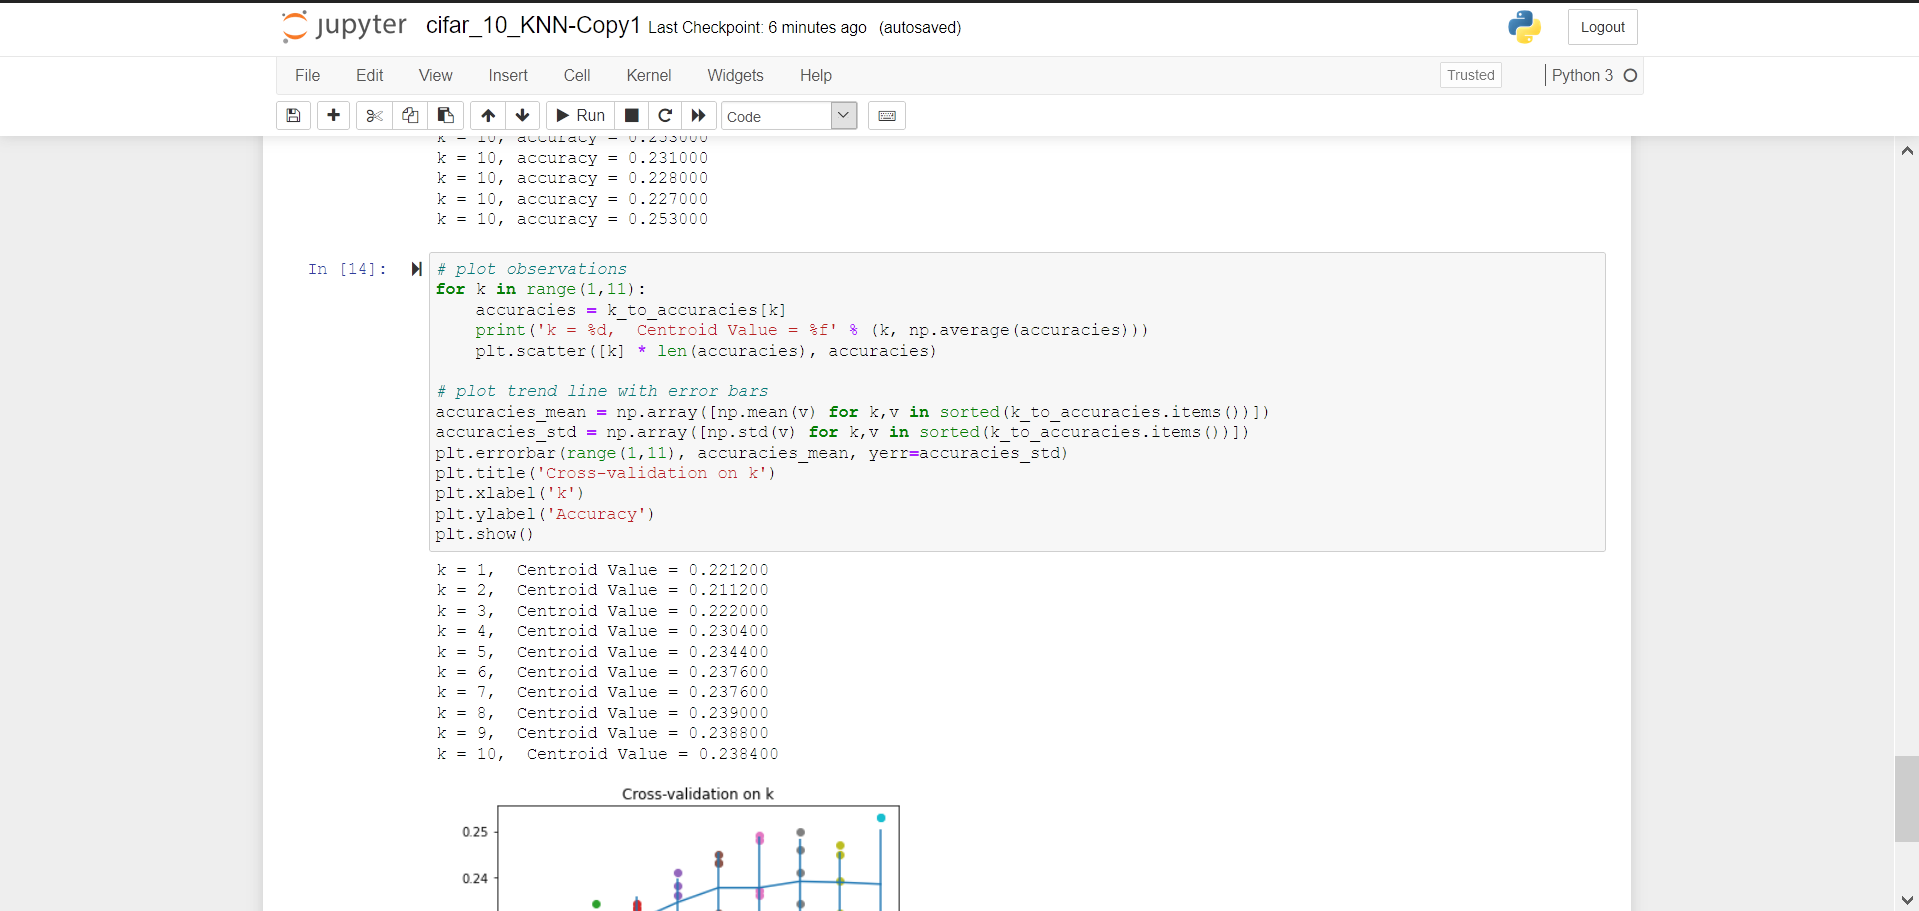 jupyter cifar_10_KNN-Copy1 Last Checkpoint: 6 minutes ago (autosaved) Logout
File Edit View Insert Cell Kernel Widgets Help Trusted Python 3
Run Code
k = 10, accuracy = 0.253000
k = 10, accuracy = 0.231000
k = 10, accuracy = 0.228000
k = 10, accuracy = 0.227000
k = 10, accuracy = 0.253000
In [14]: # plot observations
for k in range(1,11):
    accuracies = k_to_accuracies[k]
    print('k = %d,  Centroid Value = %f' % (k, np.average(accuracies)))
    plt.scatter([k] * len(accuracies), accuracies)
# plot trend line with error bars
accuracies_mean = np.array([np.mean(v) for k,v in sorted(k_to_accuracies.items())])
accuracies_std = np.array([np.std(v) for k,v in sorted(k_to_accuracies.items())])
plt.errorbar(range(1,11), accuracies_mean, yerr=accuracies_std)
plt.title('Cross-validation on k')
plt.xlabel('k')
plt.ylabel('Accuracy')
plt.show()
k = 1,  Centroid Value = 0.221200
k = 2,  Centroid Value = 0.211200
k = 3,  Centroid Value = 0.222000
k = 4,  Centroid Value = 0.230400
k = 5,  Centroid Value = 0.234400
k = 6,  Centroid Value = 0.237600
k = 7,  Centroid Value = 0.237600
k = 8,  Centroid Value = 0.239000
k = 9,  Centroid Value = 0.238800
k = 10,  Centroid Value = 0.238400
Cross-validation on k
0.25
0.24